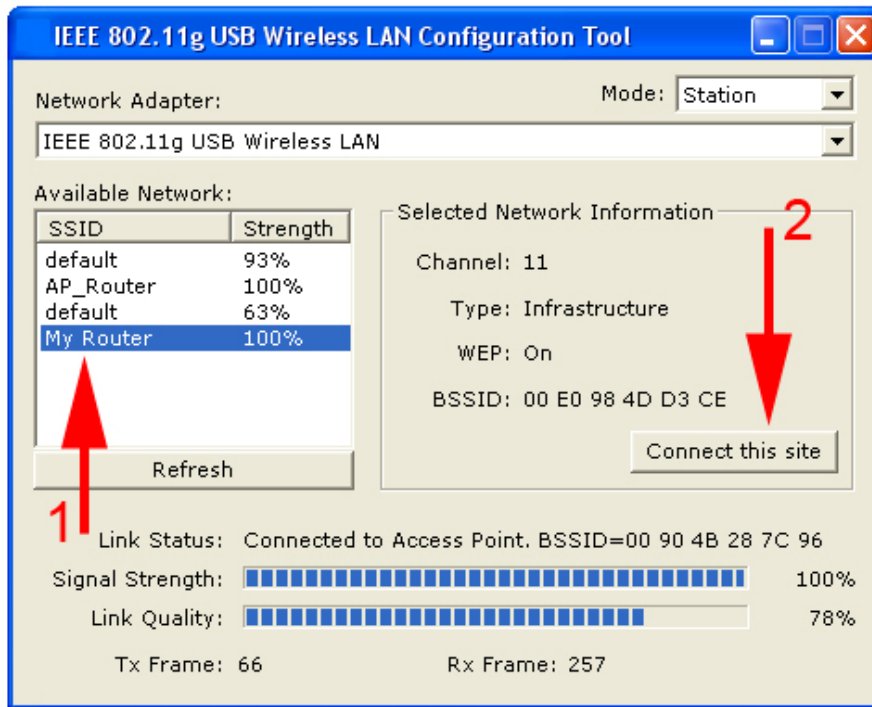 IEEE 802.11g USB Wireless LAN Configuration Tool
Network Adapter:
Mode: Station
IEEE 802.11g USB Wireless LAN
Available Network:
SSID Strength
default 93%
AP_Router 100%
default 63%
My Router 100%
Refresh
1
Selected Network Information
2
Channel: 11
Type: Infrastructure
WEP: On
BSSID: 00 E0 98 4D D3 CE
Connect this site
Link Status: Connected to Access Point. BSSID=00 90 4B 28 7C 96
Signal Strength: 100%
Link Quality: 78%
Tx Frame: 66 Rx Frame: 257